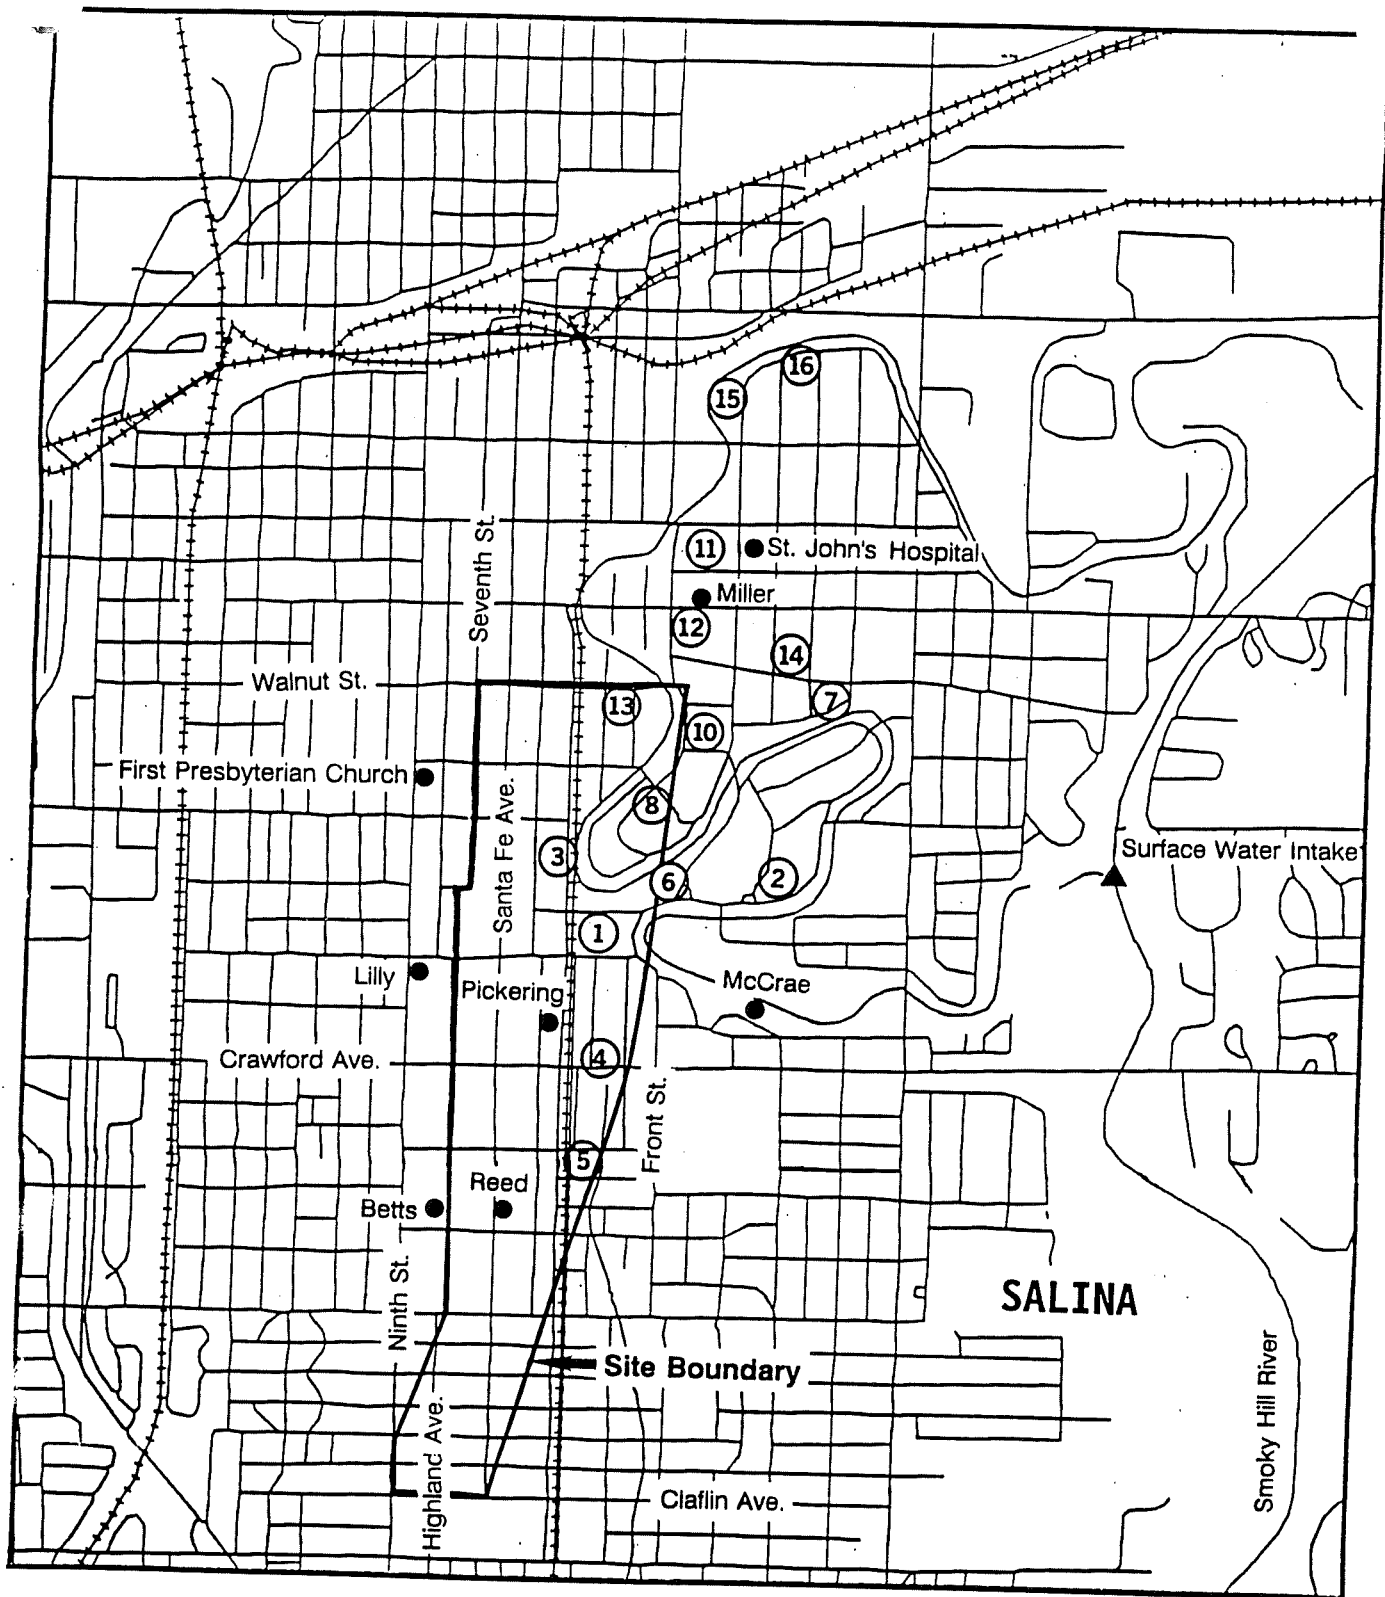 16
15
Seventh St.
11
St. John's Hospital
Miller
12
14
Walnut St.
7
13
10
First Presbyterian Church
Santa Fe Ave.
8
3
Surface Water Intake
6
2
1
Lilly
Pickering
McCrae
4
Crawford Ave.
Front St.
5
Reed
Betts
Ninth St.
SALINA
Site Boundary
Smoky Hill River
Highland Ave.
Claflin Ave.